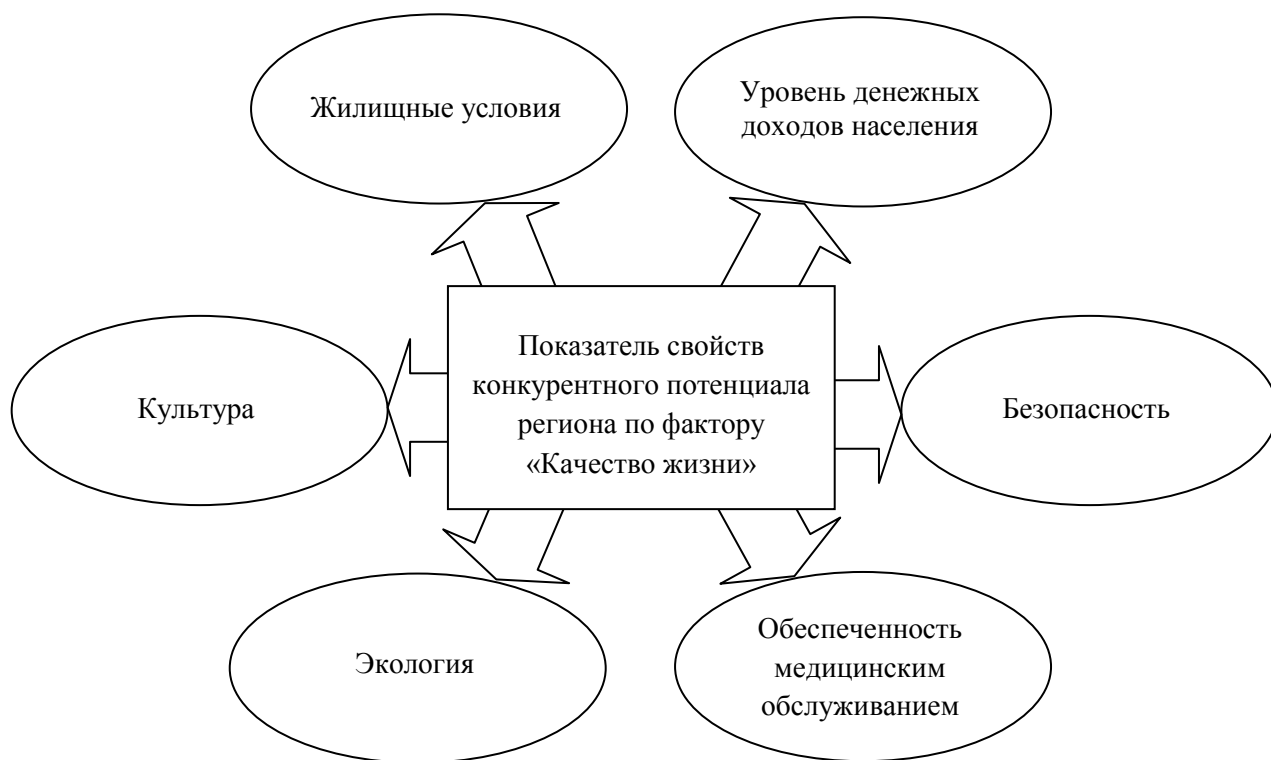 Жилищные условия
Уровень денежных
доходов населения
Культура
Показатель свойств
конкурентного потенциала
региона по фактору
«Качество жизни»
Безопасность
Экология
Обеспеченность
медицинским
обслуживанием